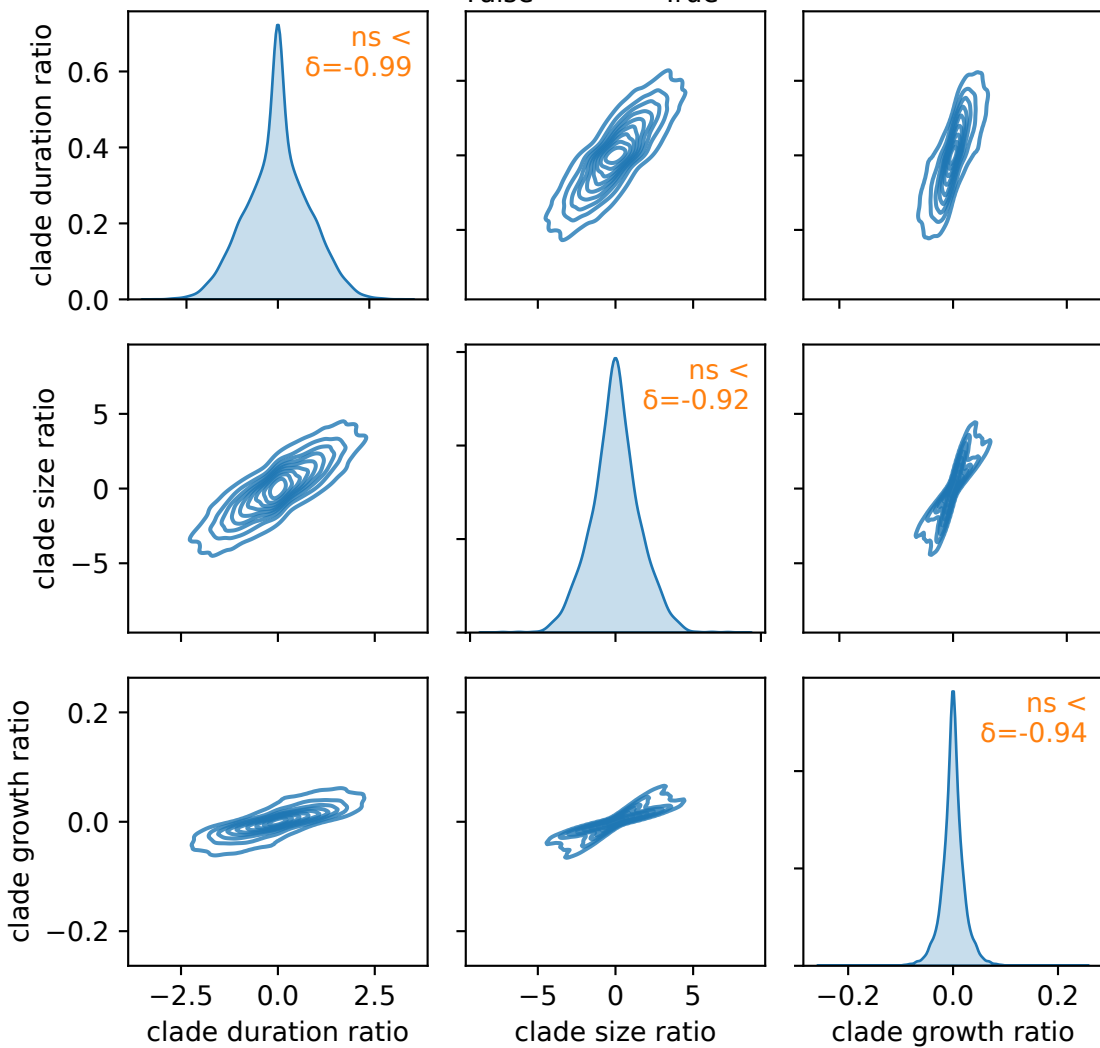 True
ns <
δ=-0.99
clade duration ratio
0.6
0.4
0.2
0.0
ns <
δ=-0.92
clade size ratio
5
0
−5
ns <
δ=-0.94
clade growth ratio
0.2
0.0
−0.2
−2.5 0.0 2.5
−5 0 5
−0.2 0.0 0.2
clade duration ratio
clade size ratio
clade growth ratio